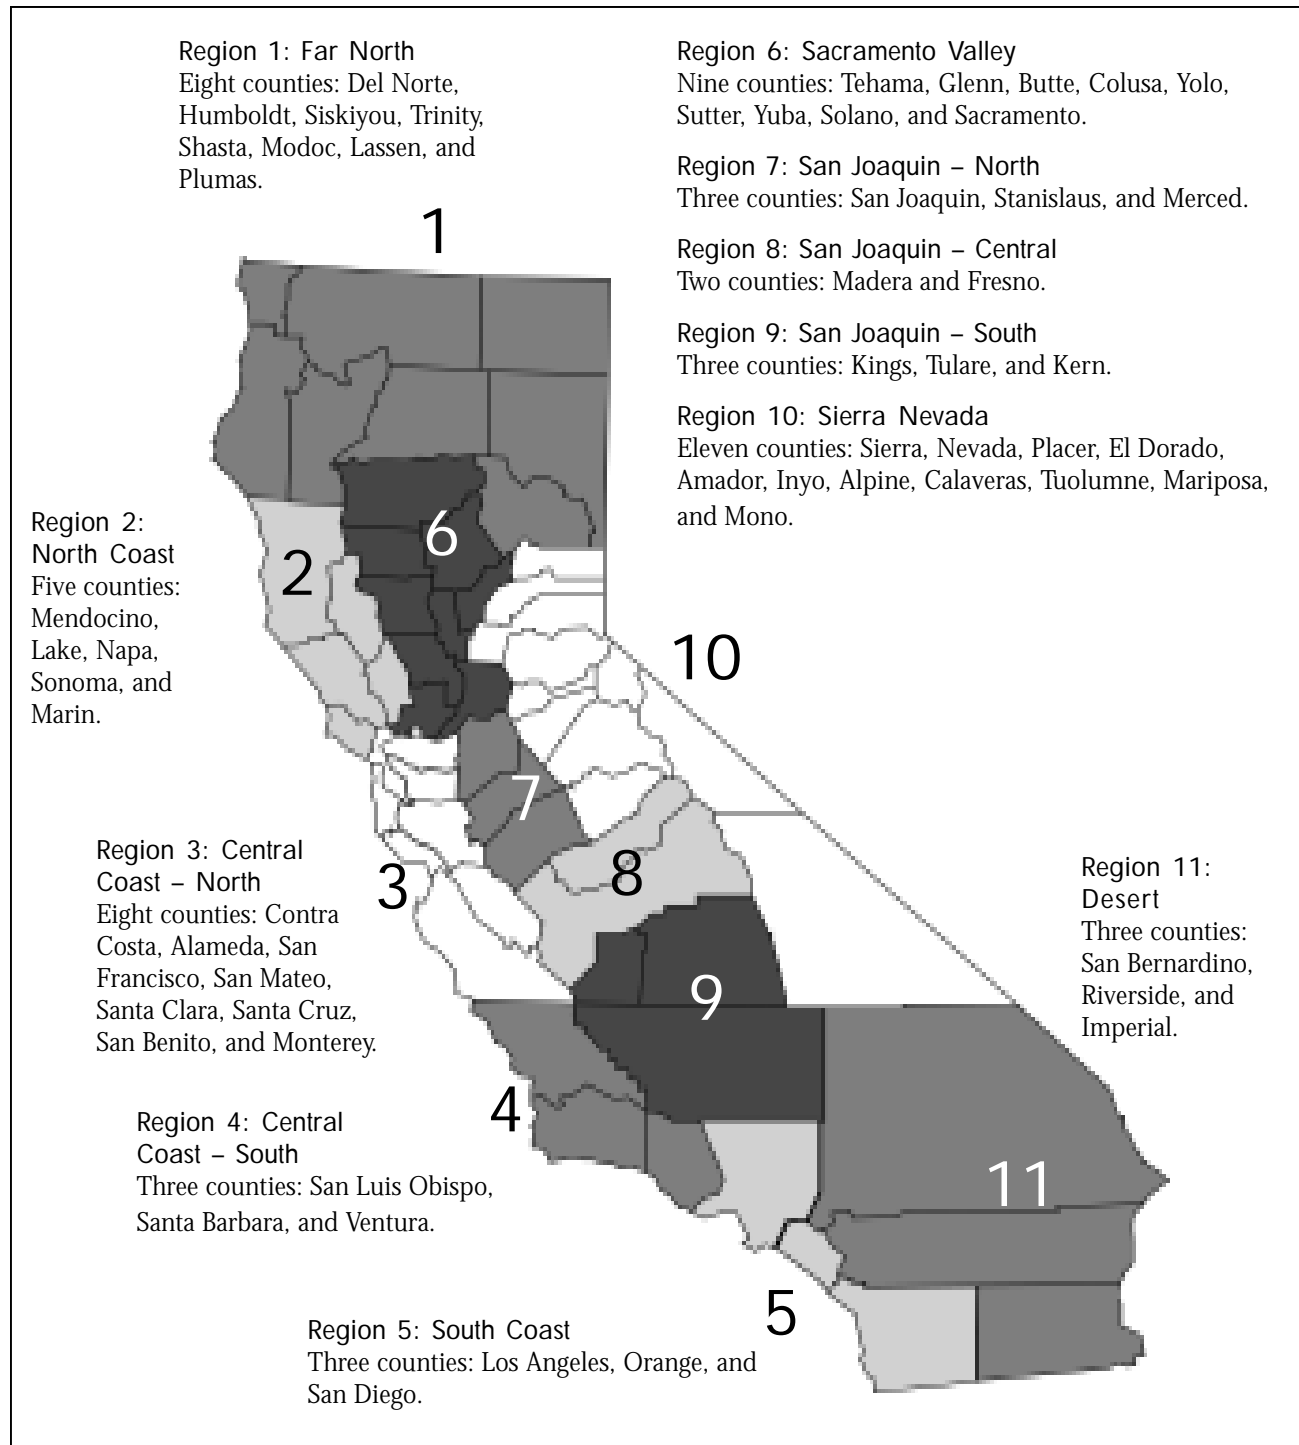 Region 1: Far North
Eight counties: Del Norte,
Humboldt, Siskiyou, Trinity,
Shasta, Modoc, Lassen, and
Plumas.
1
Region 6: Sacramento Valley
Nine counties: Tehama, Glenn, Butte, Colusa, Yolo,
Sutter, Yuba, Solano, and Sacramento.
Region 7: San Joaquin – North
Three counties: San Joaquin, Stanislaus, and Merced.
Region 8: San Joaquin – Central
Two counties: Madera and Fresno.
Region 9: San Joaquin – South
Three counties: Kings, Tulare, and Kern.
Region 10: Sierra Nevada
Eleven counties: Sierra, Nevada, Placer, El Dorado,
Amador, Inyo, Alpine, Calaveras, Tuolumne, Mariposa,
and Mono.
Region 2:
North Coast
Five counties:
Mendocino,
Lake, Napa,
Sonoma, and
Marin.
6
2
10
7
8
3
9
4
11
5
Region 3: Central
Coast – North
Eight counties: Contra
Costa, Alameda, San
Francisco, San Mateo,
Santa Clara, Santa Cruz,
San Benito, and Monterey.
Region 11:
Desert
Three counties:
San Bernardino,
Riverside, and
Imperial.
Region 4: Central
Coast – South
Three counties: San Luis Obispo,
Santa Barbara, and Ventura.
Region 5: South Coast
Three counties: Los Angeles, Orange, and
San Diego.